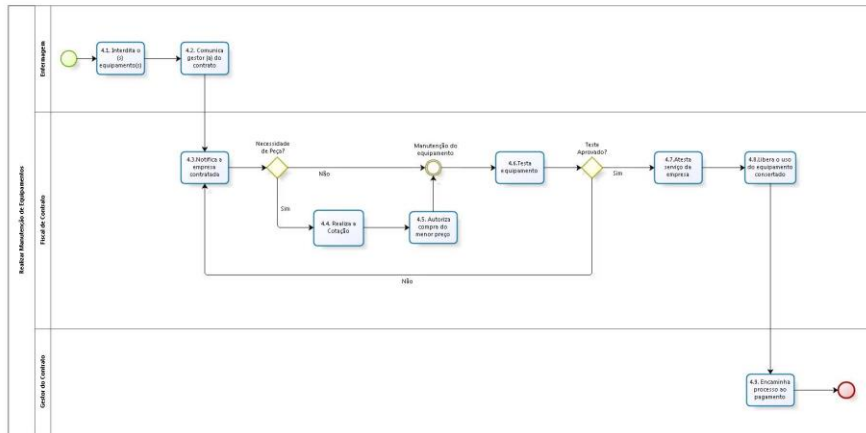 Realizar Manutenção de Equipamentos
Enfermagem
4.1. Interdita o
(s)
equipamento(s)
4.2. Comunica
gestor (a) do
contrato
Fiscal de Contrato
4.3.Notifica a
empresa
contratada
Necessidade
de Peça?
Não
Sim
4.4. Realiza a
Cotação
4.5. Autoriza
compra do
menor preço
Manutenção do
equipamento
4.6.Testa
equipamento
Teste
Aprovado?
Sim
Não
4.7.Atesta
serviço da
empresa
4.8.Libera o uso
do equipamento
consertado
Gestor do Contrato
4.9. Encaminha
processo ao
pagamento